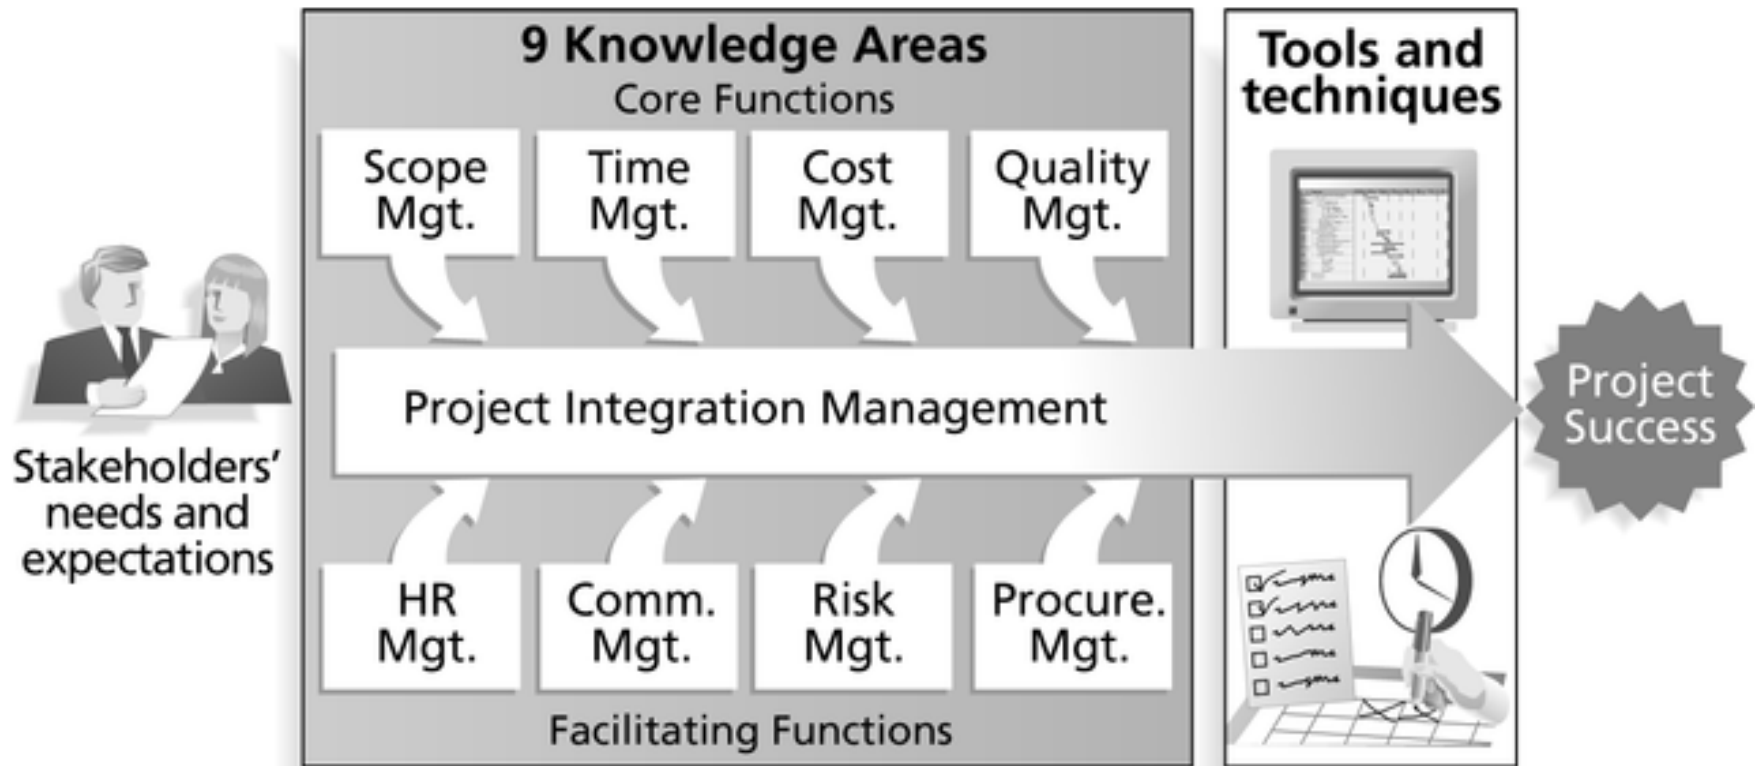 9 Knowledge Areas
Core Functions
Scope
Mgt.
Time
Mgt.
Cost
Mgt.
Quality
Mgt.
Stakeholders’
needs and
expectations
Project Integration Management
HR
Mgt.
Comm.
Mgt.
Risk
Mgt.
Procure.
Mgt.
Facilitating Functions
Tools and
techniques
Project
Success